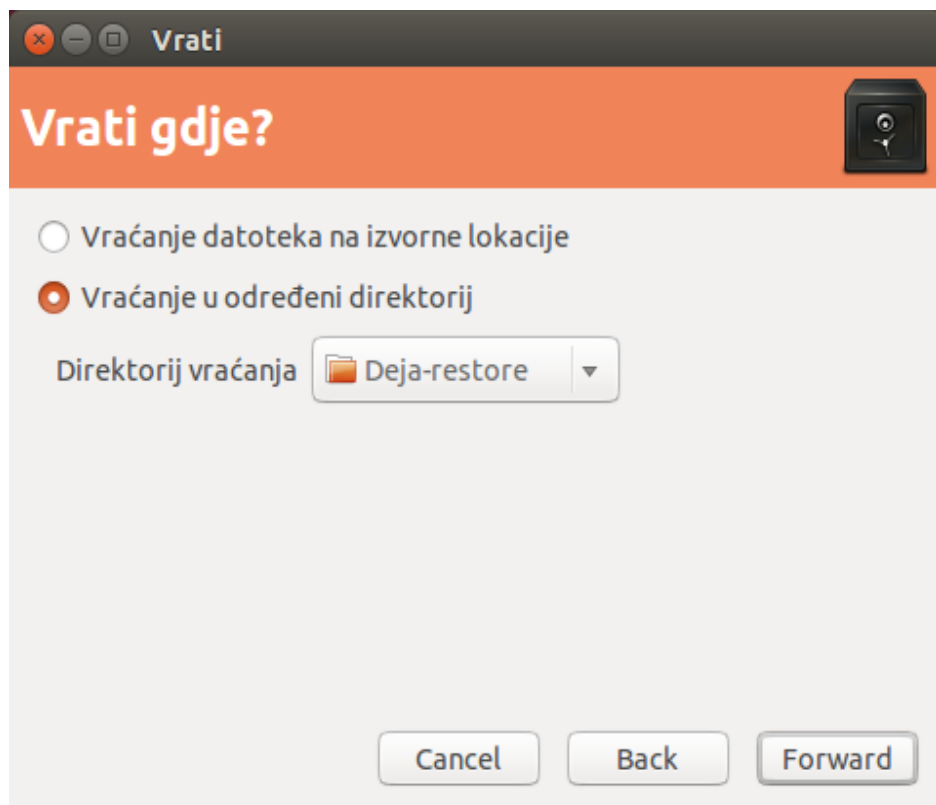 Vrati
Vrati gdje?
Vraćanje datoteka na izvorne lokacije
Vraćanje u određeni direktorij
Direktorij vraćanja Deja-restore
Cancel Back Forward